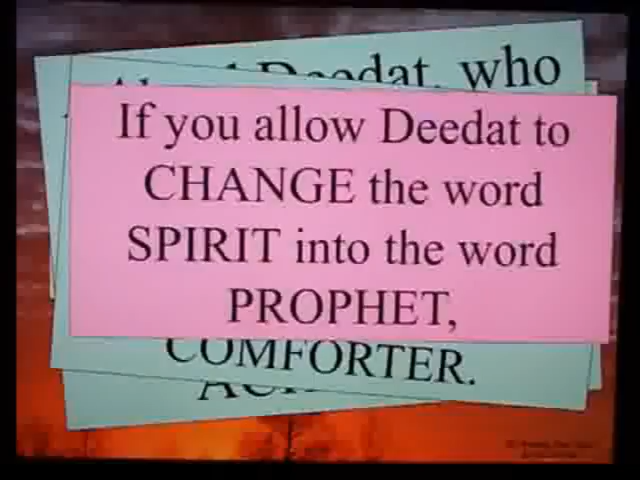 Deedat, who
If you allow Deedat to
CHANGE the word
SPIRIT into the word
PROPHET,
COMFORTER.